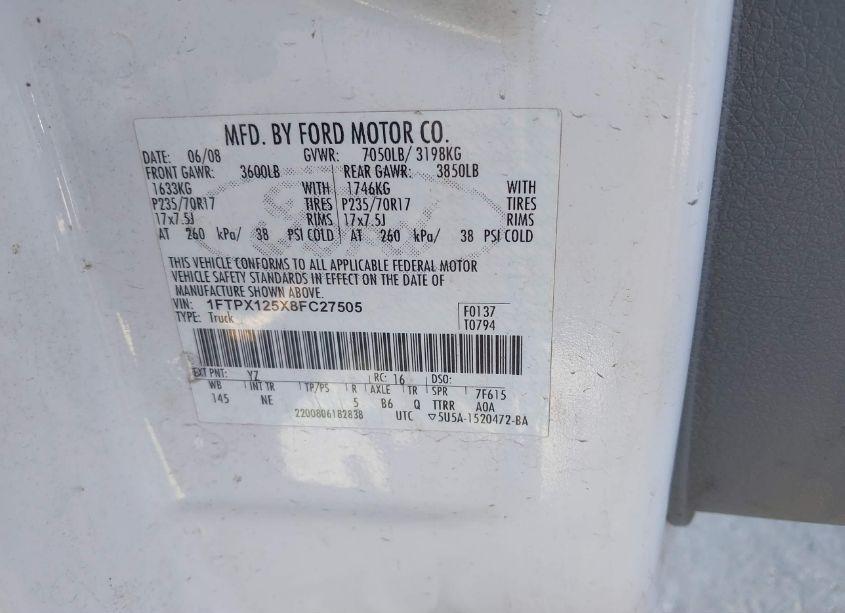 MFD. BY FORD MOTOR CO.
DATE: 06/08 GVWR: 7050LB/ 3198KG
FRONT GAWR: 3600LB REAR GAWR: 3850LB
1633KG WITH 1746KG WITH
P235/70R17 TIRES P235/70R17 TIRES
17x7.5J RIMS 17x7.5J RIMS
AT 260 kPa/ 38 PSI COLD AT 260 kPa/ 38 PSI COLD
THIS VEHICLE CONFORMS TO ALL APPLICABLE FEDERAL MOTOR
VEHICLE SAFETY STANDARDS IN EFFECT ON THE DATE OF
MANUFACTURE SHOWN ABOVE.
VIN: 1FTPX125X8FC27505 F0137
TYPE: Truck T0794
EXT PNT: YZ RC: 16 DSO:
WB INT TR TP/PS R AXLE TR SPR 7F615
145 NE 5 B6 Q TTRR A0A
2200806182838 UTC ▽5U5A-1520472-BA